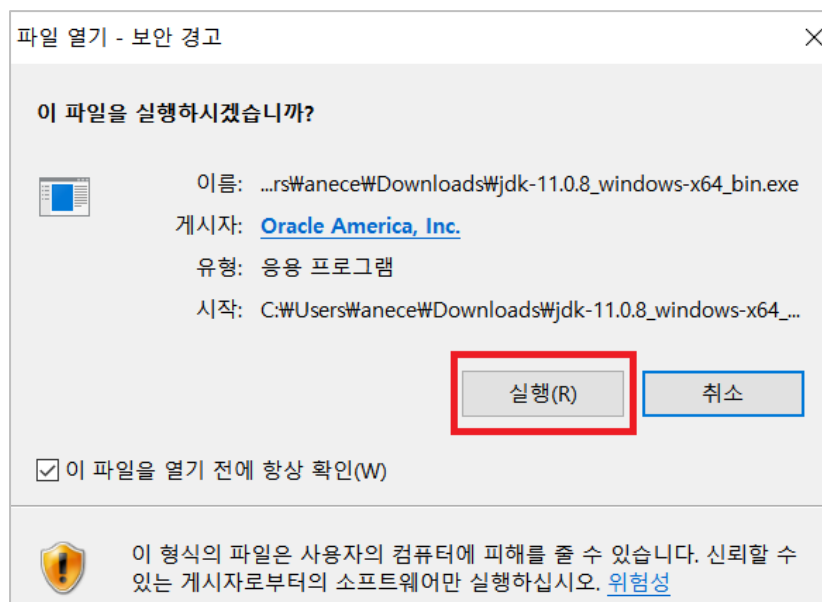 파일 열기 - 보안 경고
이 파일을 실행하시겠습니까?
이름: ...rs₩anece₩Downloads₩jdk-11.0.8_windows-x64_bin.exe
게시자: Oracle America, Inc.
유형: 응용 프로그램
시작: C:₩Users₩anece₩Downloads₩jdk-11.0.8_windows-x64_...
실행(R) 취소
이 파일을 열기 전에 항상 확인(W)
이 형식의 파일은 사용자의 컴퓨터에 피해를 줄 수 있습니다. 신뢰할 수
있는 게시자로부터의 소프트웨어만 실행하십시오. 위험성